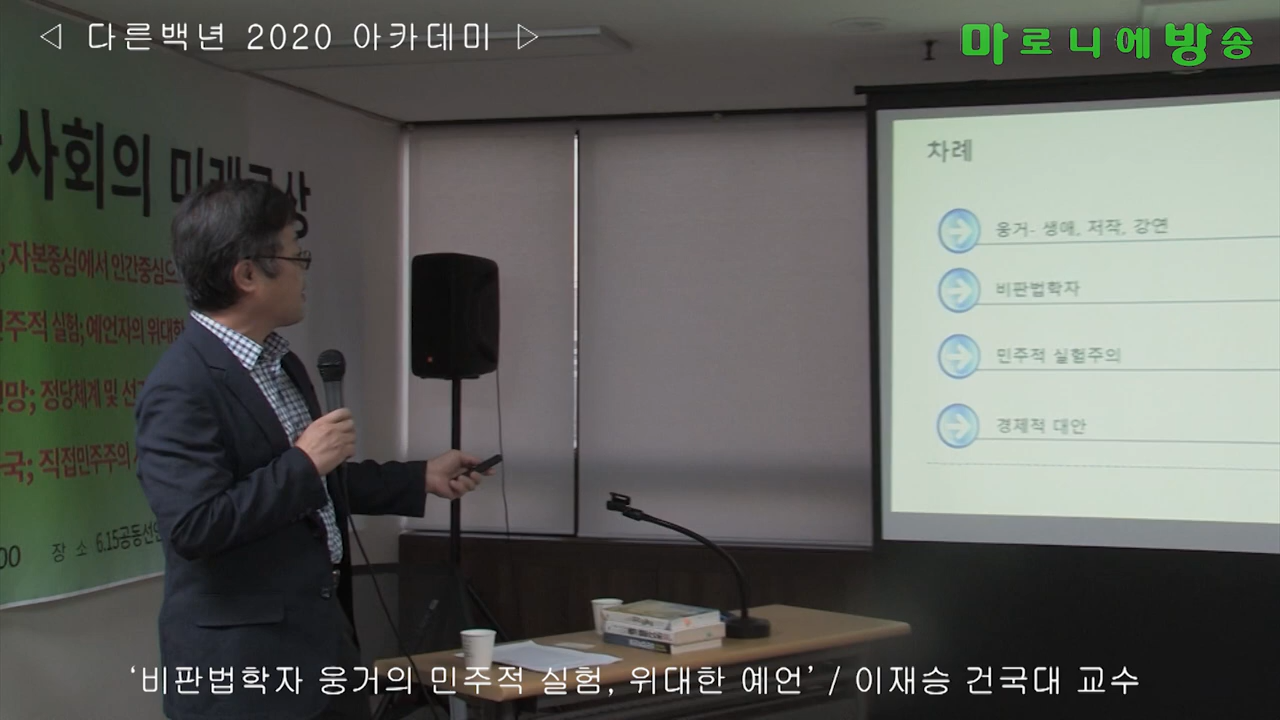 ◁ 다른백년 2020 아카데미 ▷
마로니에방송
사회의 미래구상
; 자본중심에서 인간중심으
민주적 실험; 예언자의 위대한
망; 정당체계 및 선거
국; 직접민주주의
00 장 소 6.15공동선언
차례
웅거- 생애, 저작, 강연
비판법학자
민주적 실험주의
경제적 대안
‘비판법학자 웅거의 민주적 실험, 위대한 예언’ / 이재승 건국대 교수